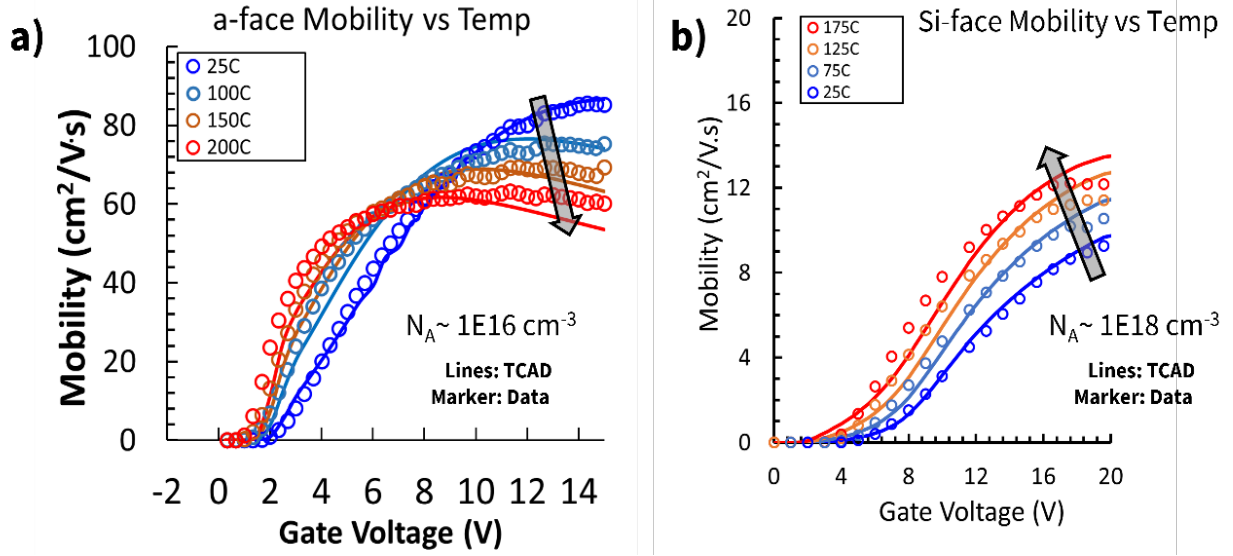 a)
a-face Mobility vs Temp
100
80
60
40
20
0
-2 0 2 4 6 8 10 12 14
Mobility (cm²/V·s)
Gate Voltage (V)
25C
100C
150C
200C
N_A~ 1E16 cm⁻³
Lines: TCAD
Marker: Data
b)
Si-face Mobility vs Temp
20
16
12
8
4
0
0 4 8 12 16 20
Mobility (cm²/V.s)
Gate Voltage (V)
175C
125C
75C
25C
N_A~ 1E18 cm⁻³
Lines: TCAD
Marker: Data